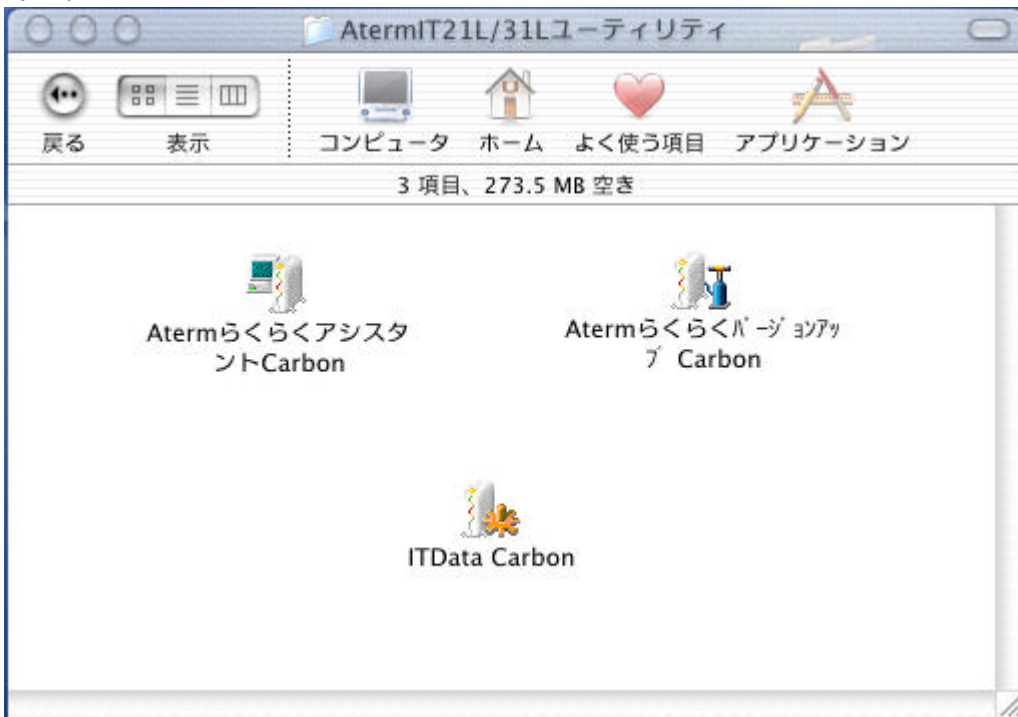 AtermIT21L/31Lユーティリティ
戻る 表示 コンピュータ ホーム よく使う項目 アプリケーション
3 項目、273.5 MB 空き
Atermらくらくアシスタ
ントCarbon
Atermらくらくﾊﾞｰｼﾞｮﾝｱｯ
ﾌﾟ Carbon
ITData Carbon